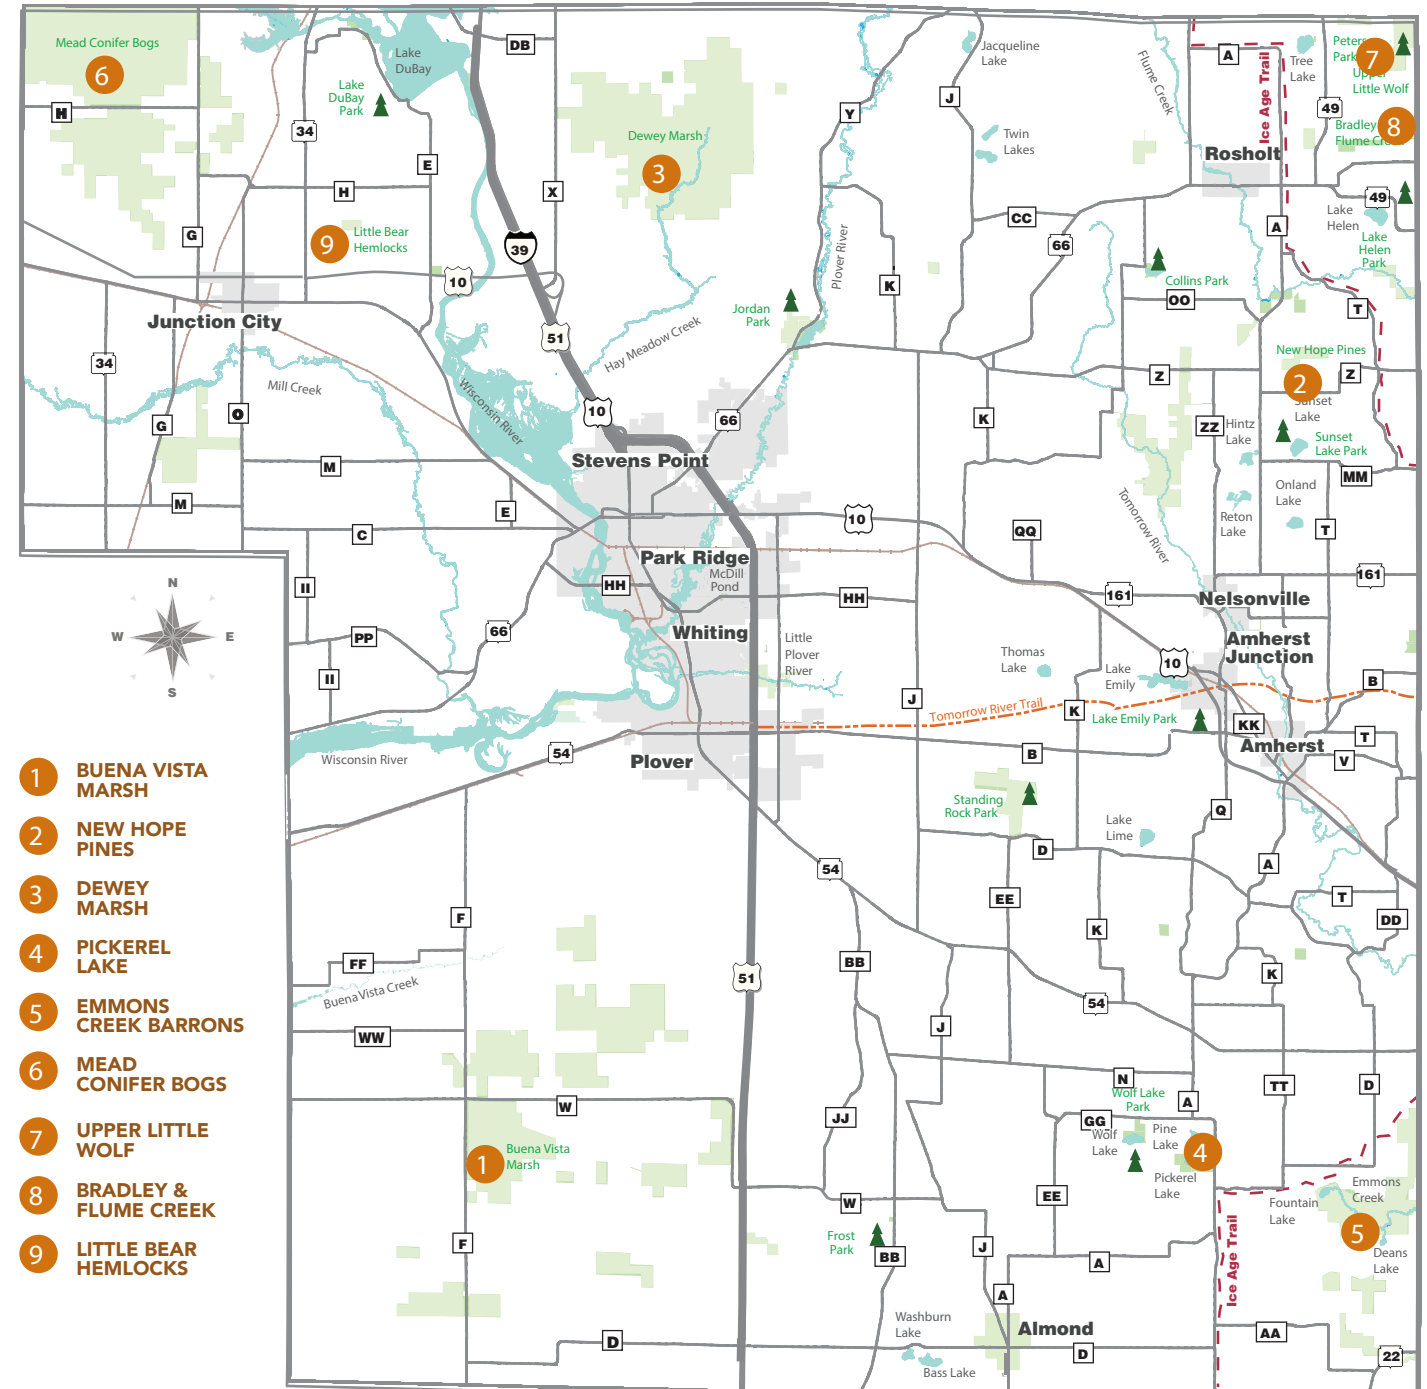 Mead Conifer Bogs
6
H
34
Lake
DuBay
Lake
DuBay
Park
DB
E
H
X
G
9
Little Bear
Hemlocks
39
10
Junction City
51
34
Mill Creek
Wisconsin River
G
O
M
M
E
C
Dewey Marsh
3
Hay Meadow Creek
Jordan
Park
Plover River
Y
J
Jacqueline
Lake
Twin
Lakes
CC
66
K
Flume Creek
A
Ice Age Trail
Tree
Lake
Peters
Park
7
Upper
Little Wolf
49
Bradley
Flume Cr
8
Rosholt
49
Lake
Helen
Lake
Helen
Park
A
Collins Park
OO
T
New Hope Pines
2
Z
Z
Sunset
Lake
Sunset
Lake Park
ZZ
Hintz
Lake
MM
Onland
Lake
Reton
Lake
T
K
10
66
Stevens Point
10
QQ
Tomorrow River
Park Ridge
McDill
Pond
HH
HH
Whiting
161
161
Nelsonville
Amherst
Junction
N
W
E
S
II
PP
66
II
Little
Plover
River
Thomas
Lake
Lake
Emily
10
B
J
Tomorrow River Trail
K
Lake Emily Park
KK
T
Amherst
V
Wisconsin River
54
Plover
B
Standing
Rock Park
Lake
Lime
Q
D
A
54
EE
T
DD
F
K
BB
FF
Buena Vista Creek
51
K
54
WW
J
N
TT
D
Wolf Lake
Park
A
W
JJ
GG
Wolf
Lake
Pine
Lake
4
Pickerel
Lake
1
Buena Vista
Marsh
W
EE
Emmons
Creek
Fountain
Lake
5
Deans
Lake
Ice Age Trail
F
Frost
Park
BB
J
A
A
Washburn
Lake
Almond
AA
D
D
22
Bass Lake
1
BUENA VISTA
MARSH
2
NEW HOPE
PINES
3
DEWEY
MARSH
4
PICKEREL
LAKE
5
EMMONS
CREEK BARRONS
6
MEAD
CONIFER BOGS
7
UPPER LITTLE
WOLF
8
BRADLEY &
FLUME CREEK
9
LITTLE BEAR
HEMLOCKS